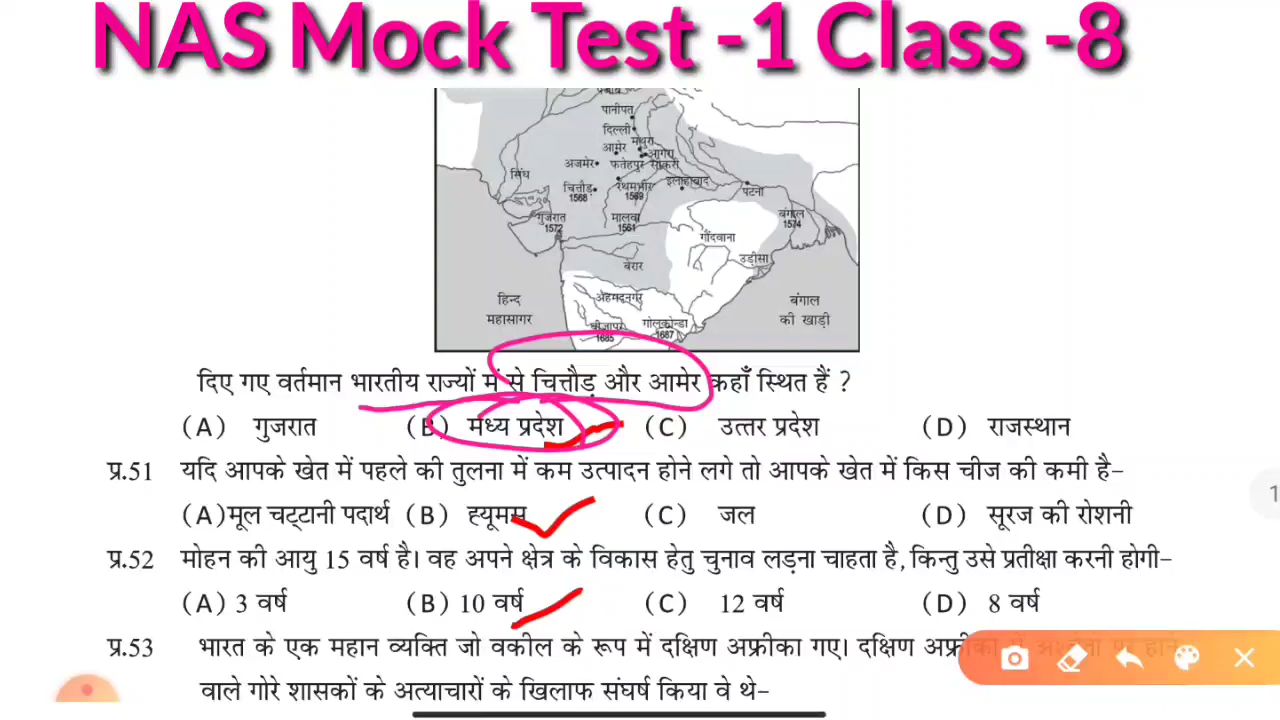 NAS Mock Test -1 Class -8
पानीपत
दिल्ली
मथुरा
आमेर
आगरा
अजमेर
फतेहपुर सीकरी
सिंध
चित्तौड़
1568
रणथम्भौर
1569
इलाहाबाद
पटना
गुजरात
1572
मालवा
1561
बंगाल
1574
गोंदवाना
उड़ीसा
बेरार
हिन्द
महासागर
अहमदनगर
बंगाल
की खाड़ी
बीजापुर
1685
गोलकोन्डा
1687
दिए गए वर्तमान भारतीय राज्यों में से चित्तौड़ और आमेर कहाँ स्थित हैं ?
(A) गुजरात (B) मध्य प्रदेश (C) उत्तर प्रदेश (D) राजस्थान
प्र.51 यदि आपके खेत में पहले की तुलना में कम उत्पादन होने लगे तो आपके खेत में किस चीज की कमी है–
(A)मूल चट्टानी पदार्थ (B) ह्यूमस (C) जल (D) सूरज की रोशनी
प्र.52 मोहन की आयु 15 वर्ष है। वह अपने क्षेत्र के विकास हेतु चुनाव लड़ना चाहता है, किन्तु उसे प्रतीक्षा करनी होगी–
(A) 3 वर्ष (B) 10 वर्ष (C) 12 वर्ष (D) 8 वर्ष
प्र.53 भारत के एक महान व्यक्ति जो वकील के रूप में दक्षिण अफ्रीका गए। दक्षिण अफ्रीका में
वाले गोरे शासकों के अत्याचारों के खिलाफ संघर्ष किया वे थे–
1